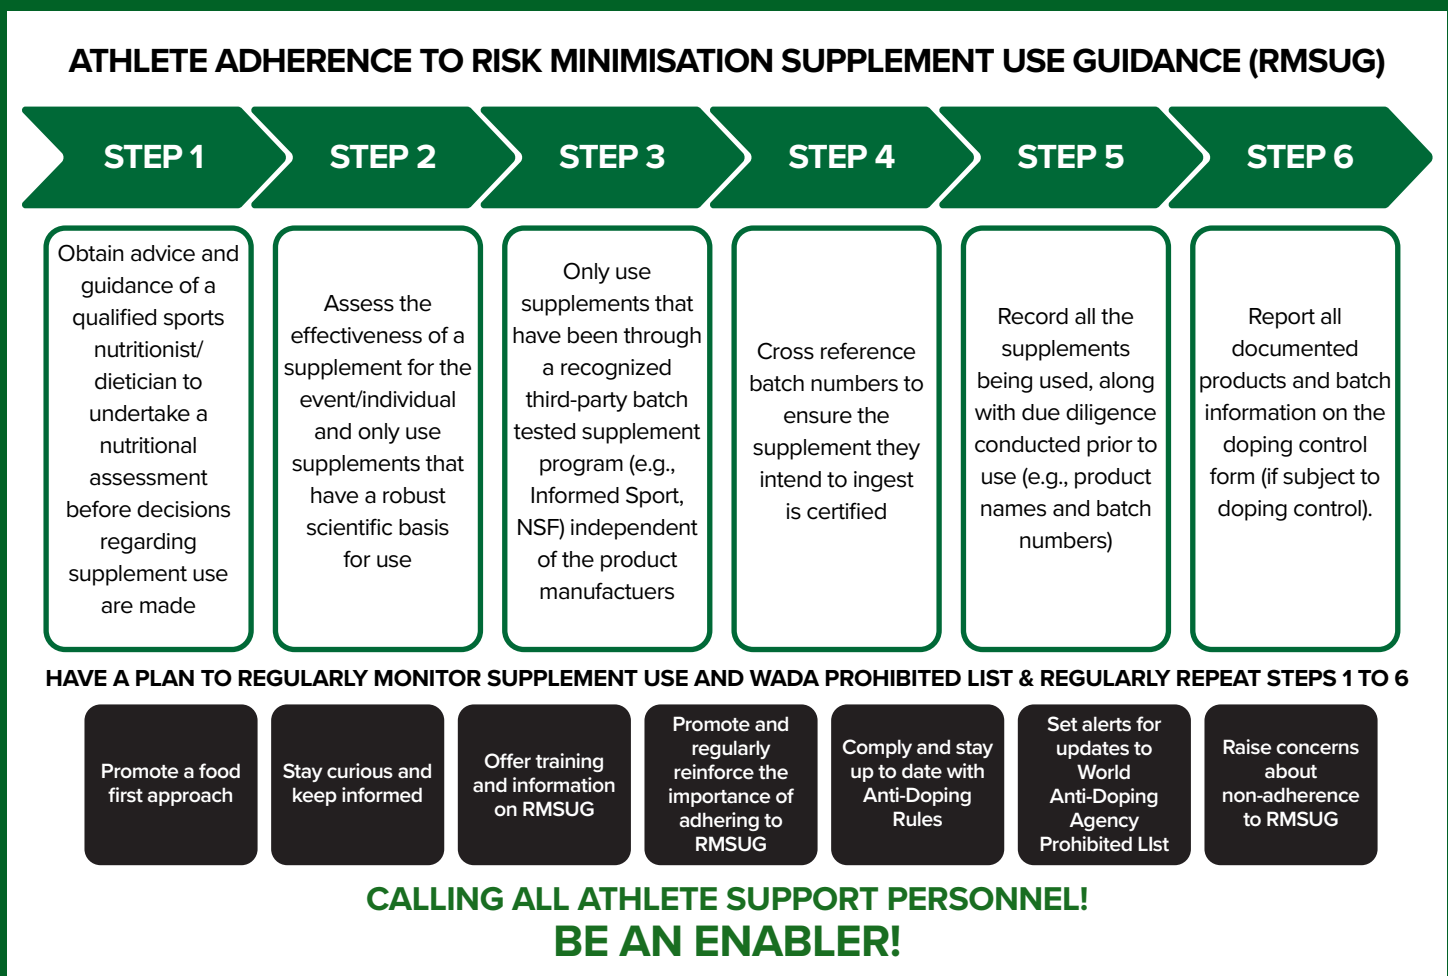 ATHLETE ADHERENCE TO RISK MINIMISATION SUPPLEMENT USE GUIDANCE (RMSUG)
STEP 1
STEP 2
STEP 3
STEP 4
STEP 5
STEP 6
Obtain advice and
guidance of a
qualified sports
nutritionist/
dietician to
undertake a
nutritional
assessment
before decisions
regarding
supplement use
are made
Assess the
effectiveness of a
supplement for the
event/individual
and only use
supplements that
have a robust
scientific basis
for use
Only use
supplements that
have been through
a recognized
third-party batch
tested supplement
program (e.g.,
Informed Sport,
NSF) independent
of the product
manufactuers
Cross reference
batch numbers to
ensure the
supplement they
intend to ingest
is certified
Record all the
supplements
being used, along
with due diligence
conducted prior to
use (e.g., product
names and batch
numbers)
Report all
documented
products and batch
information on the
doping control
form (if subject to
doping control).
HAVE A PLAN TO REGULARLY MONITOR SUPPLEMENT USE AND WADA PROHIBITED LIST & REGULARLY REPEAT STEPS 1 TO 6
Promote a food
first approach
Stay curious and
keep informed
Offer training
and information
on RMSUG
Promote and
regularly
reinforce the
importance of
adhering to
RMSUG
Comply and stay
up to date with
Anti-Doping
Rules
Set alerts for
updates to
World
Anti-Doping
Agency
Prohibited LIst
Raise concerns
about
non-adherence
to RMSUG
CALLING ALL ATHLETE SUPPORT PERSONNEL!
BE AN ENABLER!